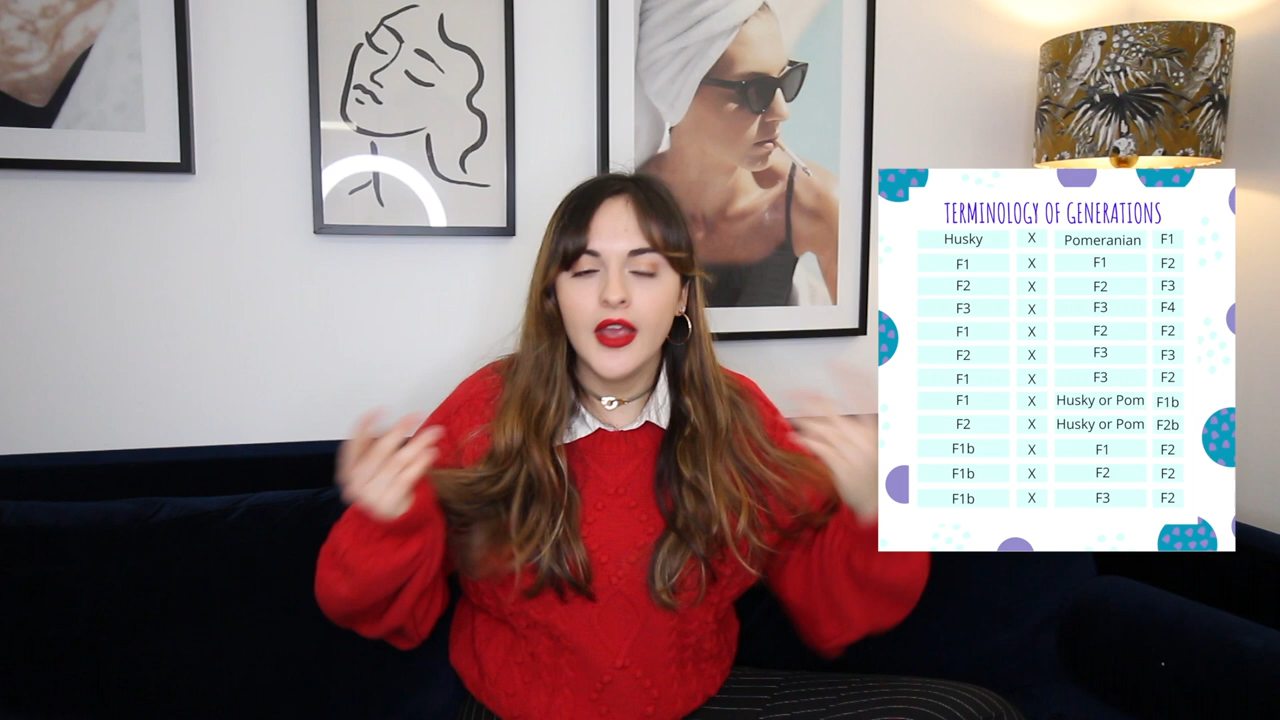 TERMINOLOGY OF GENERATIONS
Husky X Pomeranian F1
F1 X F1 F2
F2 X F2 F3
F3 X F3 F4
F1 X F2 F2
F2 X F3 F3
F1 X F3 F2
F1 X Husky or Pom F1b
F2 X Husky or Pom F2b
F1b X F1 F2
F1b X F2 F2
F1b X F3 F2